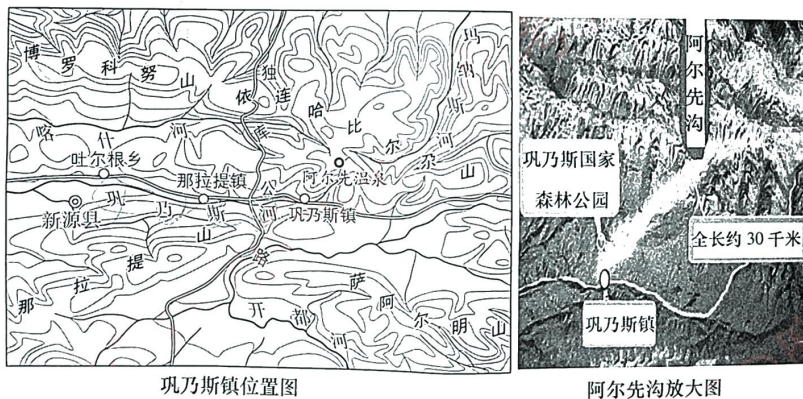 博罗科努山
依连哈比尔尕山
玛纳斯河
独库公路
喀什河
吐尔根乡
阿尔先温泉
那拉提镇
巩乃斯河
巩乃斯镇
新源县
那拉提山
萨阿尔明山
开都河
巩乃斯镇位置图
阿尔先沟
巩乃斯国家
森林公园
全长约30千米
巩乃斯镇
阿尔先沟放大图